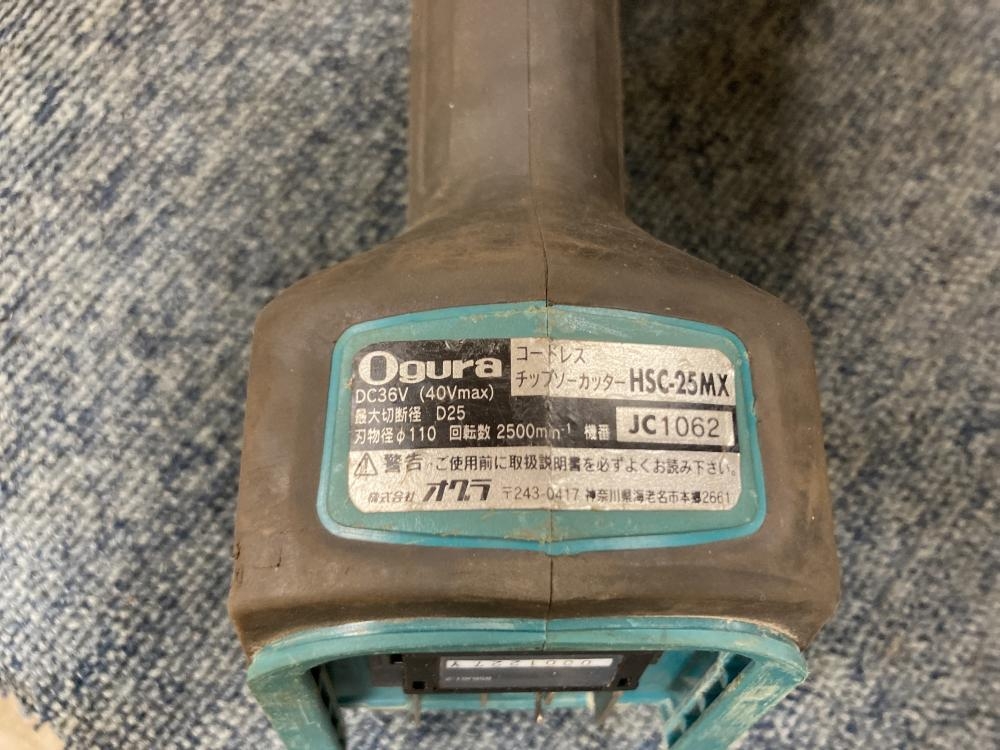 Ogura
コードレス
チップソーカッター HSC-25MX
DC36V (40Vmax)
最大切断径 D25
刃物径φ110 回転数 2500min⁻¹ 機番 JC1062
⚠警告・ご使用前に取扱説明書を必ずよくお読み下さい。
株式会社 オグラ 〒243-0417 神奈川県海老名市本郷2661
0001227Y